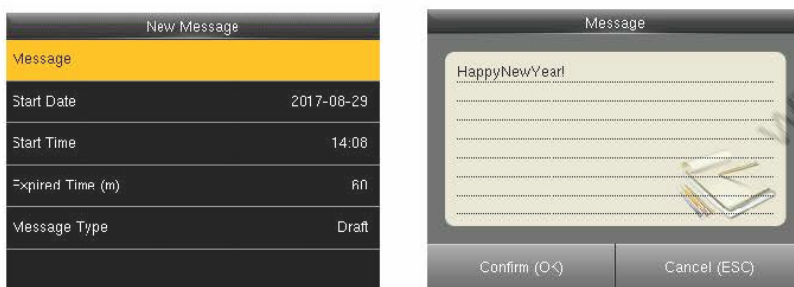 New Message
Message
Start Date 2017-08-29
Start Time 14:08
Expired Time (m) 60
Message Type Draft
Message
HappyNewYear!
Confirm (OK)
Cancel (ESC)